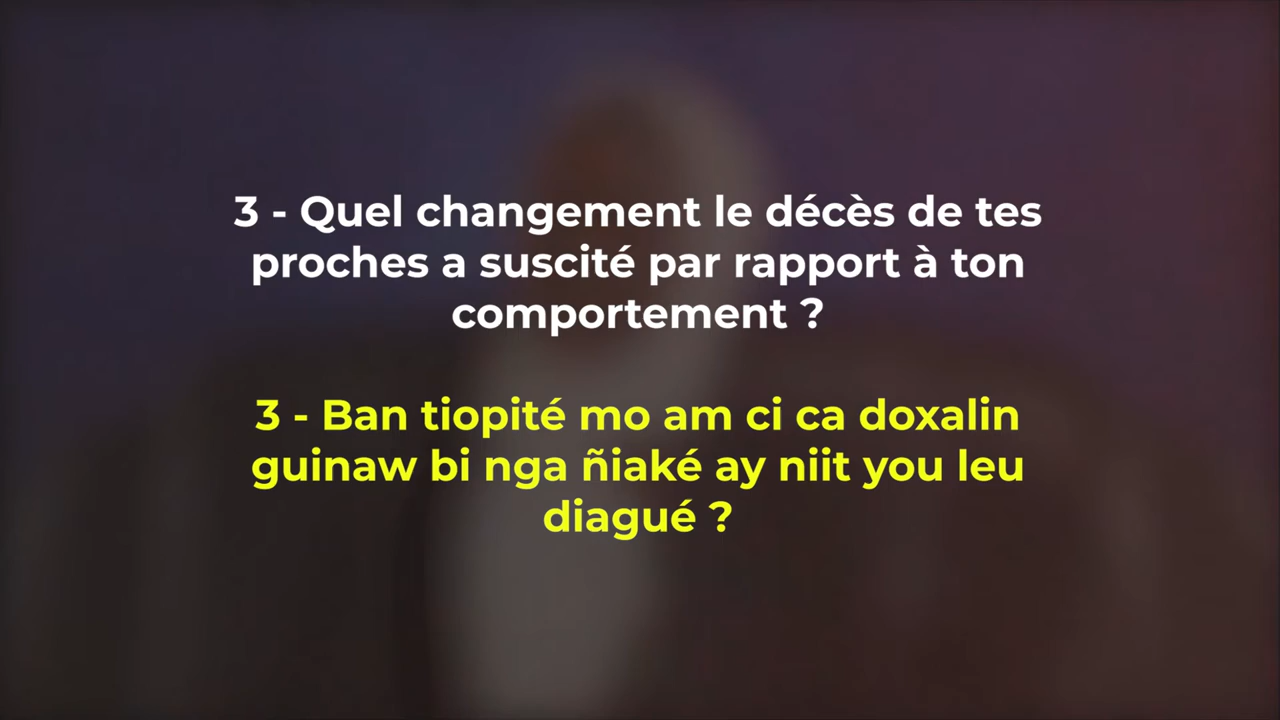 3 - Quel changement le décès de tes
proches a suscité par rapport à ton
comportement ?
3 - Ban tiopité mo am ci ca doxalin
guinaw bi nga ñiaké ay niit you leu
diagué ?